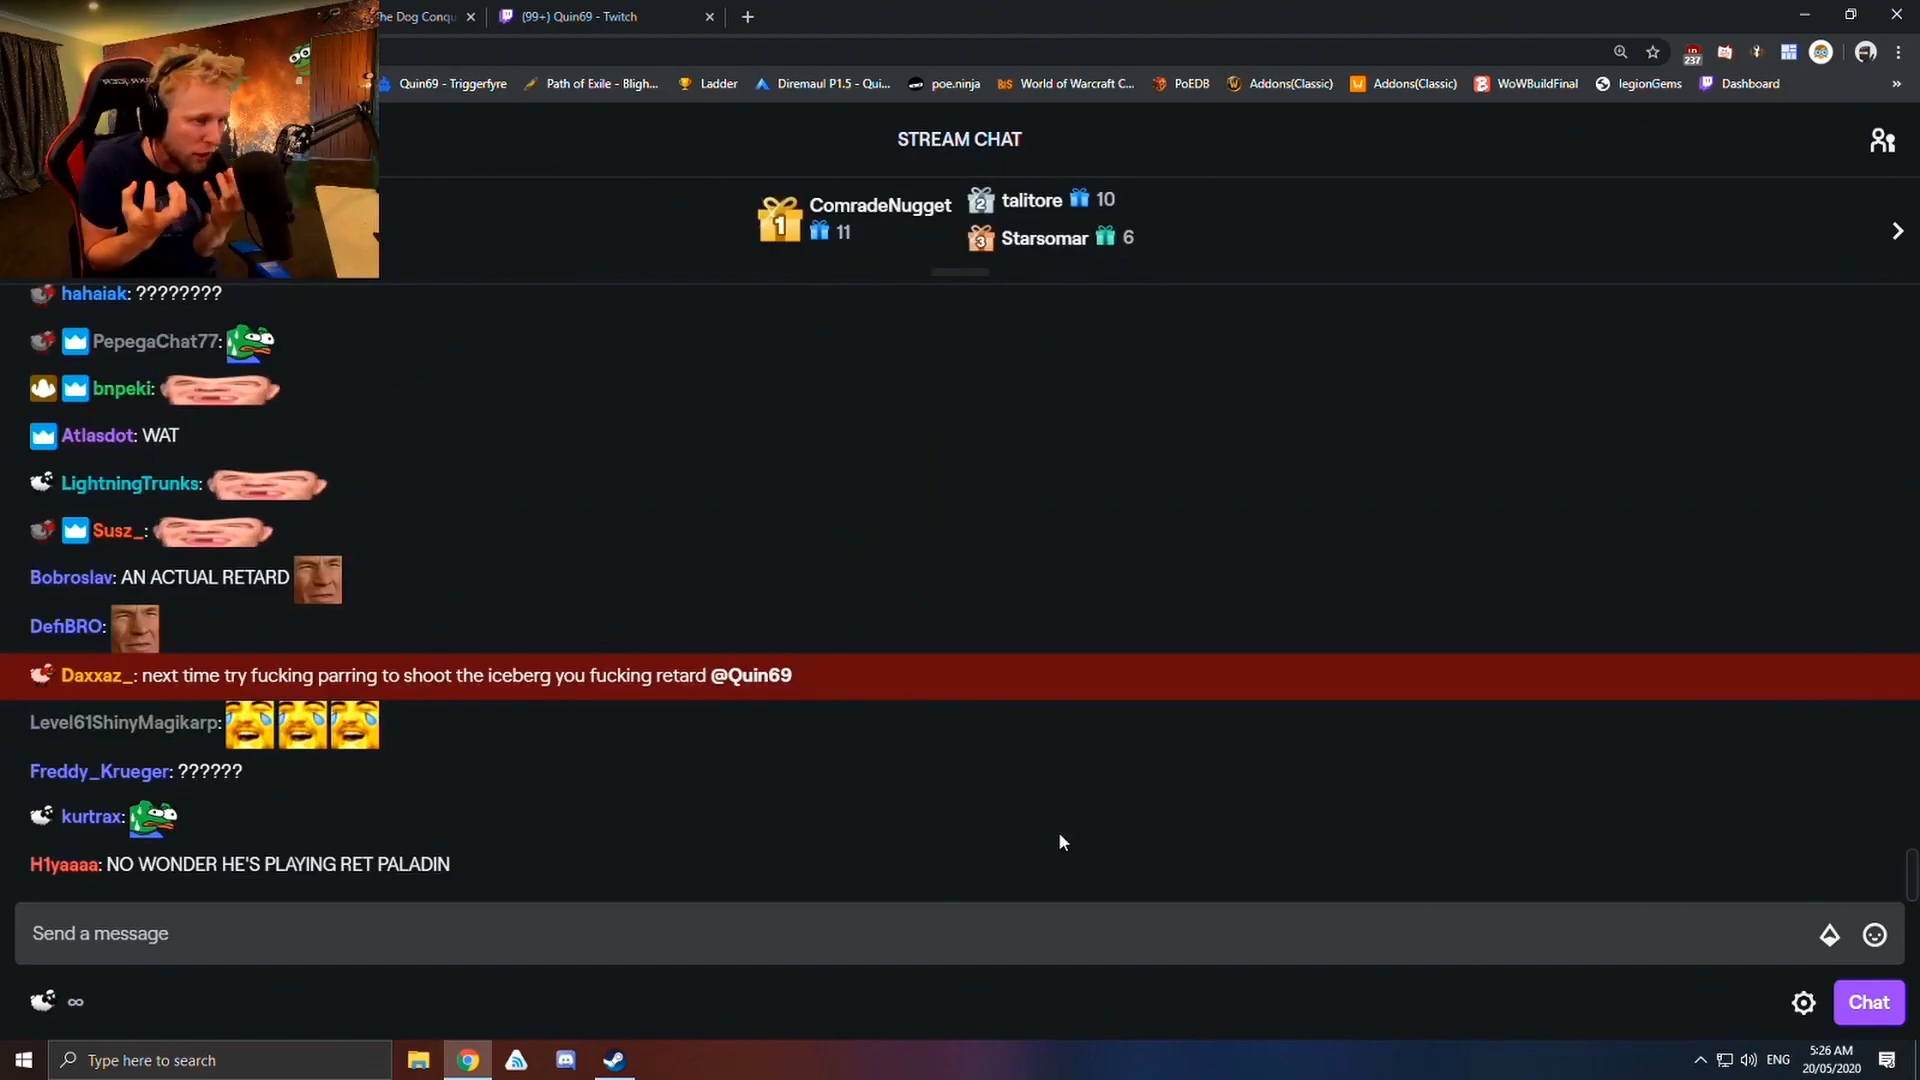 he Dog Conqu
(99+) Quin69 - Twitch
237
Quin69 - Triggerfyre
Path of Exile - Bligh...
Ladder
Diremaul P1.5 - Qui...
poe.ninja
World of Warcraft C...
PoEDB
Addons(Classic)
Addons(Classic)
WoWBuildFinal
legionGems
Dashboard
»
STREAM CHAT
1 ComradeNugget 11
2 talitore 10
3 Starsomar 6
hahaiak: ????????
PepegaChat77:
bnpeki:
Atlasdot: WAT
LightningTrunks:
Susz_:
Bobroslav: AN ACTUAL RETARD
DefiBRO:
Daxxaz_: next time try fucking parring to shoot the iceberg you fucking retard @Quin69
Level61ShinyMagikarp:
Freddy_Krueger: ??????
kurtrax:
H1yaaaa: NO WONDER HE'S PLAYING RET PALADIN
Send a message
∞
Chat
Type here to search
ENG
5:26 AM
20/05/2020